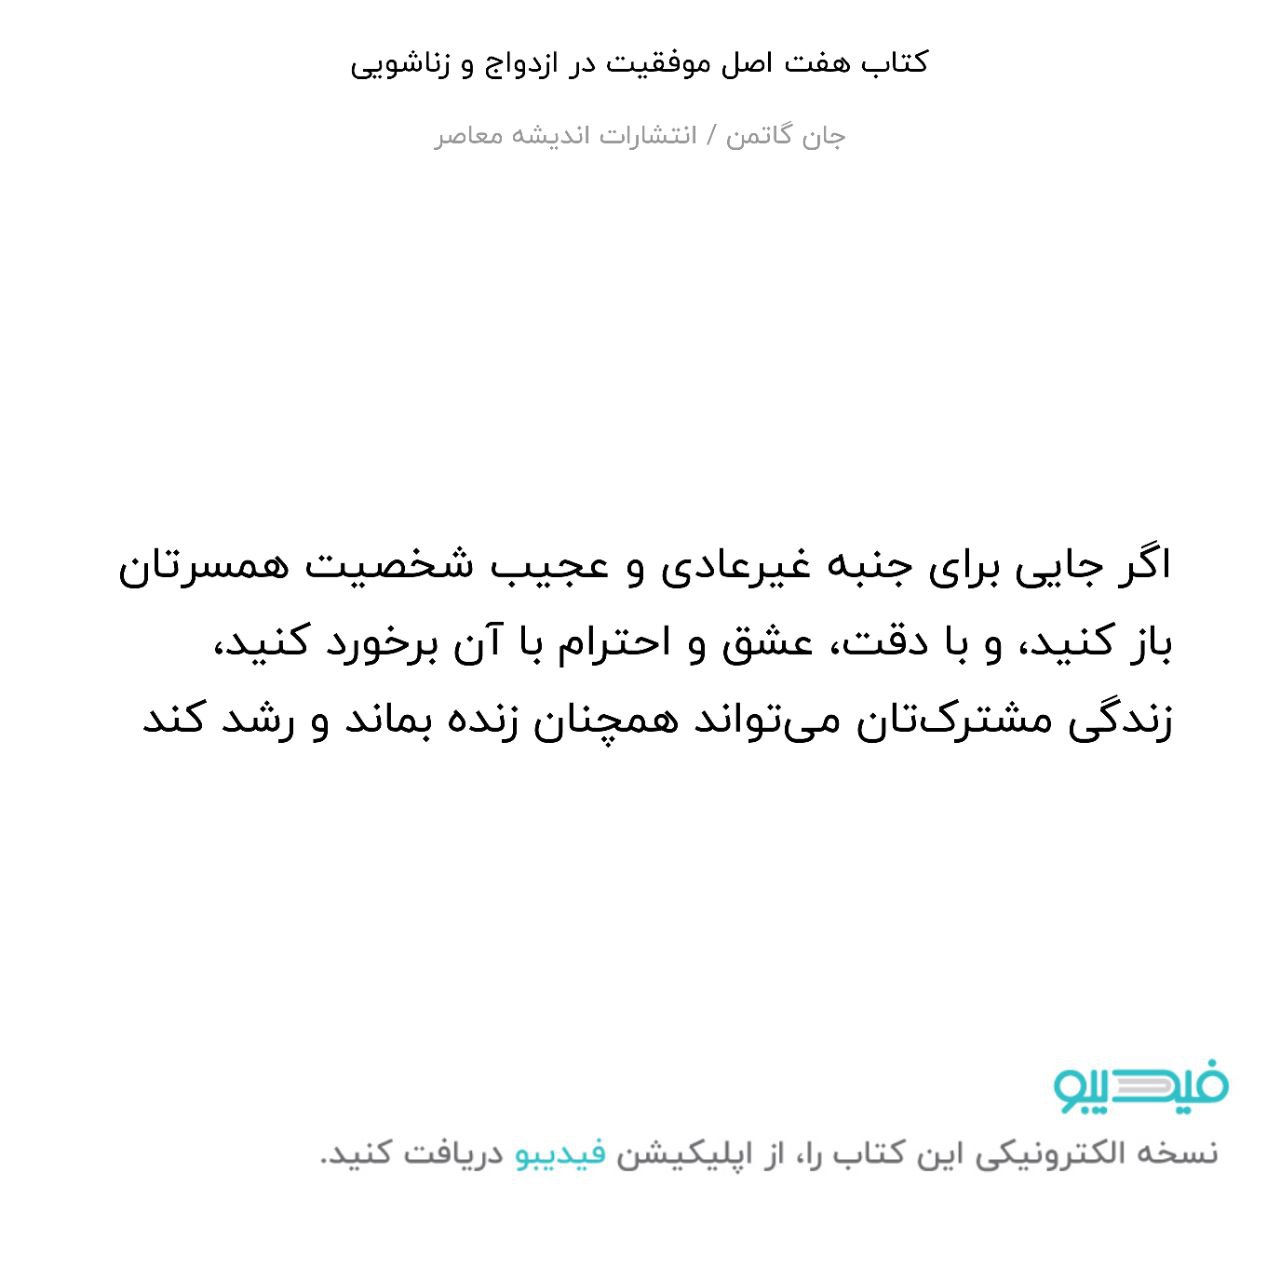 کتاب هفت اصل موفقیت در ازدواج و زناشویی
جان گاتمن / انتشارات اندیشه معاصر
اگر جایی برای جنبه غیرعادی و عجیب شخصیت همسرتان
باز کنید، و با دقت، عشق و احترام با آن برخورد کنید،
زندگی مشترک‌تان می‌تواند همچنان زنده بماند و رشد کند
فیدیبو
نسخه الکترونیکی این کتاب را، از اپلیکیشن فیدیبو دریافت کنید.